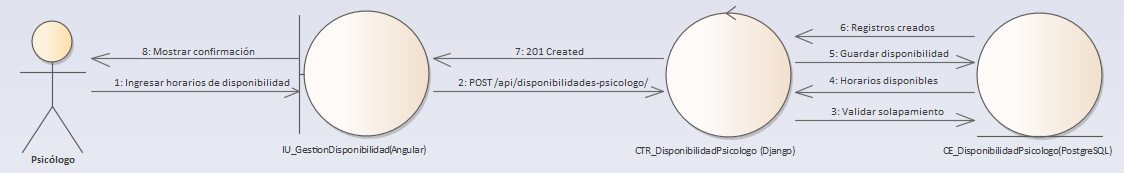 6: Registros creados
8: Mostrar confirmación
7: 201 Created
5: Guardar disponibilidad
1: Ingresar horarios de disponibilidad
2: POST /api/disponibilidades-psicologo/
4: Horarios disponibles
3: Validar solapamiento
Psicólogo
IU_GestionDisponibilidad(Angular)
CTR_DisponibilidadPsicologo (Django)
CE_DisponibilidadPsicologo(PostgreSQL)